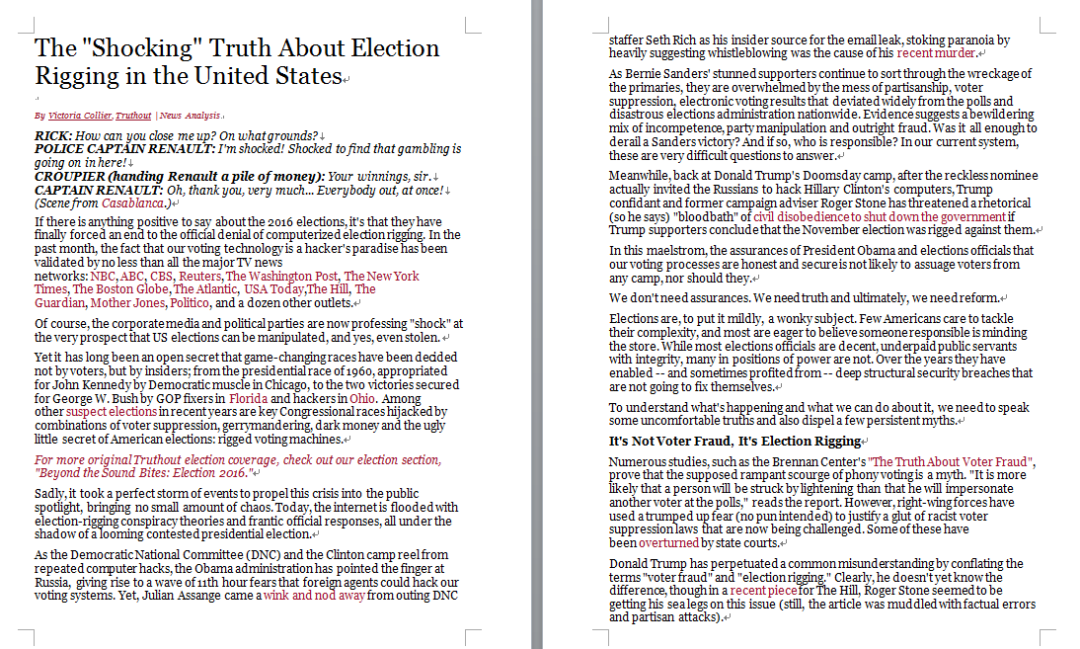 The "Shocking" Truth About Election
Rigging in the United States
By Victoria Collier, Truthout | News Analysis
RICK: How can you close me up? On what grounds?
POLICE CAPTAIN RENAULT: I'm shocked! Shocked to find that gambling is
going on in here!
CROUPIER (handing Renault a pile of money): Your winnings, sir.
CAPTAIN RENAULT: Oh, thank you, very much... Everybody out, at once!
(Scene from Casablanca.)
If there is anything positive to say about the 2016 elections, it's that they have
finally forced an end to the official denial of computerized election rigging. In the
past month, the fact that our voting technology is a hacker's paradise has been
validated by no less than all the major TV news
networks: NBC, ABC, CBS, Reuters, The Washington Post, The New York
Times, The Boston Globe, The Atlantic, USA Today,The Hill, The
Guardian, Mother Jones, Politico, and a dozen other outlets.
Of course, the corporate media and political parties are now professing "shock" at
the very prospect that US elections can be manipulated, and yes, even stolen.
Yet it has long been an open secret that game-changing races have been decided
not by voters, but by insiders; from the presidential race of 1960, appropriated
for John Kennedy by Democratic muscle in Chicago, to the two victories secured
for George W. Bush by GOP fixers in Florida and hackers in Ohio. Among
other suspect elections in recent years are key Congressional races hijacked by
combinations of voter suppression, gerrymandering, dark money and the ugly
little secret of American elections: rigged voting machines.
For more original Truthout election coverage, check out our election section,
"Beyond the Sound Bites: Election 2016."
Sadly, it took a perfect storm of events to propel this crisis into the public
spotlight, bringing no small amount of chaos. Today, the internet is flooded with
election-rigging conspiracy theories and frantic official responses, all under the
shadow of a looming contested presidential election.
As the Democratic National Committee (DNC) and the Clinton camp reel from
repeated computer hacks, the Obama administration has pointed the finger at
Russia, giving rise to a wave of 11th hour fears that foreign agents could hack our
voting systems. Yet, Julian Assange came a wink and nod away from outing DNC
staffer Seth Rich as his insider source for the email leak, stoking paranoia by
heavily suggesting whistleblowing was the cause of his recent murder.
As Bernie Sanders' stunned supporters continue to sort through the wreckage of
the primaries, they are overwhelmed by the mess of partisanship, voter
suppression, electronic voting results that deviated widely from the polls and
disastrous elections administration nationwide. Evidence suggests a bewildering
mix of incompetence, party manipulation and outright fraud. Was it all enough to
derail a Sanders victory? And if so, who is responsible? In our current system,
these are very difficult questions to answer.
Meanwhile, back at Donald Trump's Doomsday camp, after the reckless nominee
actually invited the Russians to hack Hillary Clinton's computers, Trump
confidant and former campaign adviser Roger Stone has threatened a rhetorical
(so he says) "bloodbath" of civil disobedience to shut down the government if
Trump supporters conclude that the November election was rigged against them.
In this maelstrom, the assurances of President Obama and elections officials that
our voting processes are honest and secure is not likely to assuage voters from
any camp, nor should they.
We don't need assurances. We need truth and ultimately, we need reform.
Elections are, to put it mildly, a wonky subject. Few Americans care to tackle
their complexity, and most are eager to believe someone responsible is minding
the store. While most elections officials are decent, underpaid public servants
with integrity, many in positions of power are not. Over the years they have
enabled -- and sometimes profited from -- deep structural security breaches that
are not going to fix themselves.
To understand what's happening and what we can do about it, we need to speak
some uncomfortable truths and also dispel a few persistent myths.
It's Not Voter Fraud, It's Election Rigging
Numerous studies, such as the Brennan Center's "The Truth About Voter Fraud",
prove that the supposed rampant scourge of phony voting is a myth. "It is more
likely that a person will be struck by lightening than that he will impersonate
another voter at the polls," reads the report. However, right-wing forces have
used a trumped up fear (no pun intended) to justify a glut of racist voter
suppression laws that are now being challenged. Some of these have
been overturned by state courts.
Donald Trump has perpetuated a common misunderstanding by conflating the
terms "voter fraud" and "election rigging." Clearly, he doesn't yet know the
difference, though in a recent piece for The Hill, Roger Stone seemed to be
getting his sea legs on this issue (still, the article was muddled with factual errors
and partisan attacks).